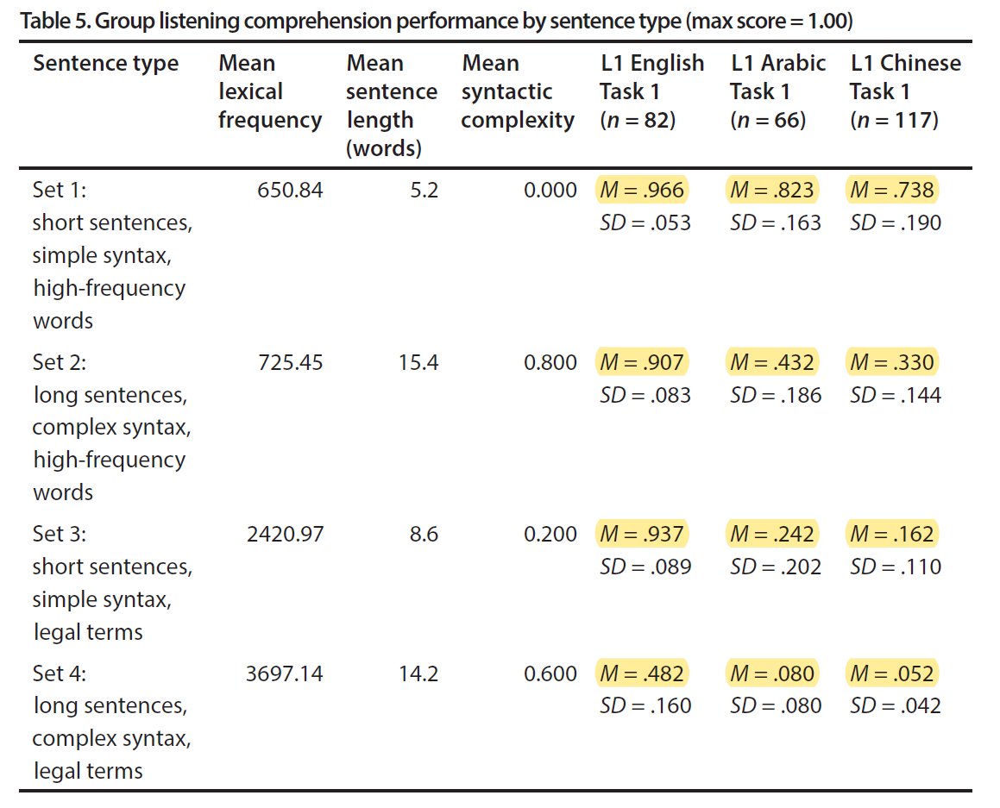 Table 5. Group listening comprehension performance by sentence type (max score = 1.00)
Sentence type Mean lexical frequency Mean sentence length (words) Mean syntactic complexity L1 English Task 1 (n = 82) L1 Arabic Task 1 (n = 66) L1 Chinese Task 1 (n = 117)
Set 1: 650.84 5.2 0.000 M = .966 M = .823 M = .738
short sentences, SD = .053 SD = .163 SD = .190
simple syntax,
high-frequency
words
Set 2: 725.45 15.4 0.800 M = .907 M = .432 M = .330
long sentences, SD = .083 SD = .186 SD = .144
complex syntax,
high-frequency
words
Set 3: 2420.97 8.6 0.200 M = .937 M = .242 M = .162
short sentences, SD = .089 SD = .202 SD = .110
simple syntax,
legal terms
Set 4: 3697.14 14.2 0.600 M = .482 M = .080 M = .052
long sentences, SD = .160 SD = .080 SD = .042
complex syntax,
legal terms